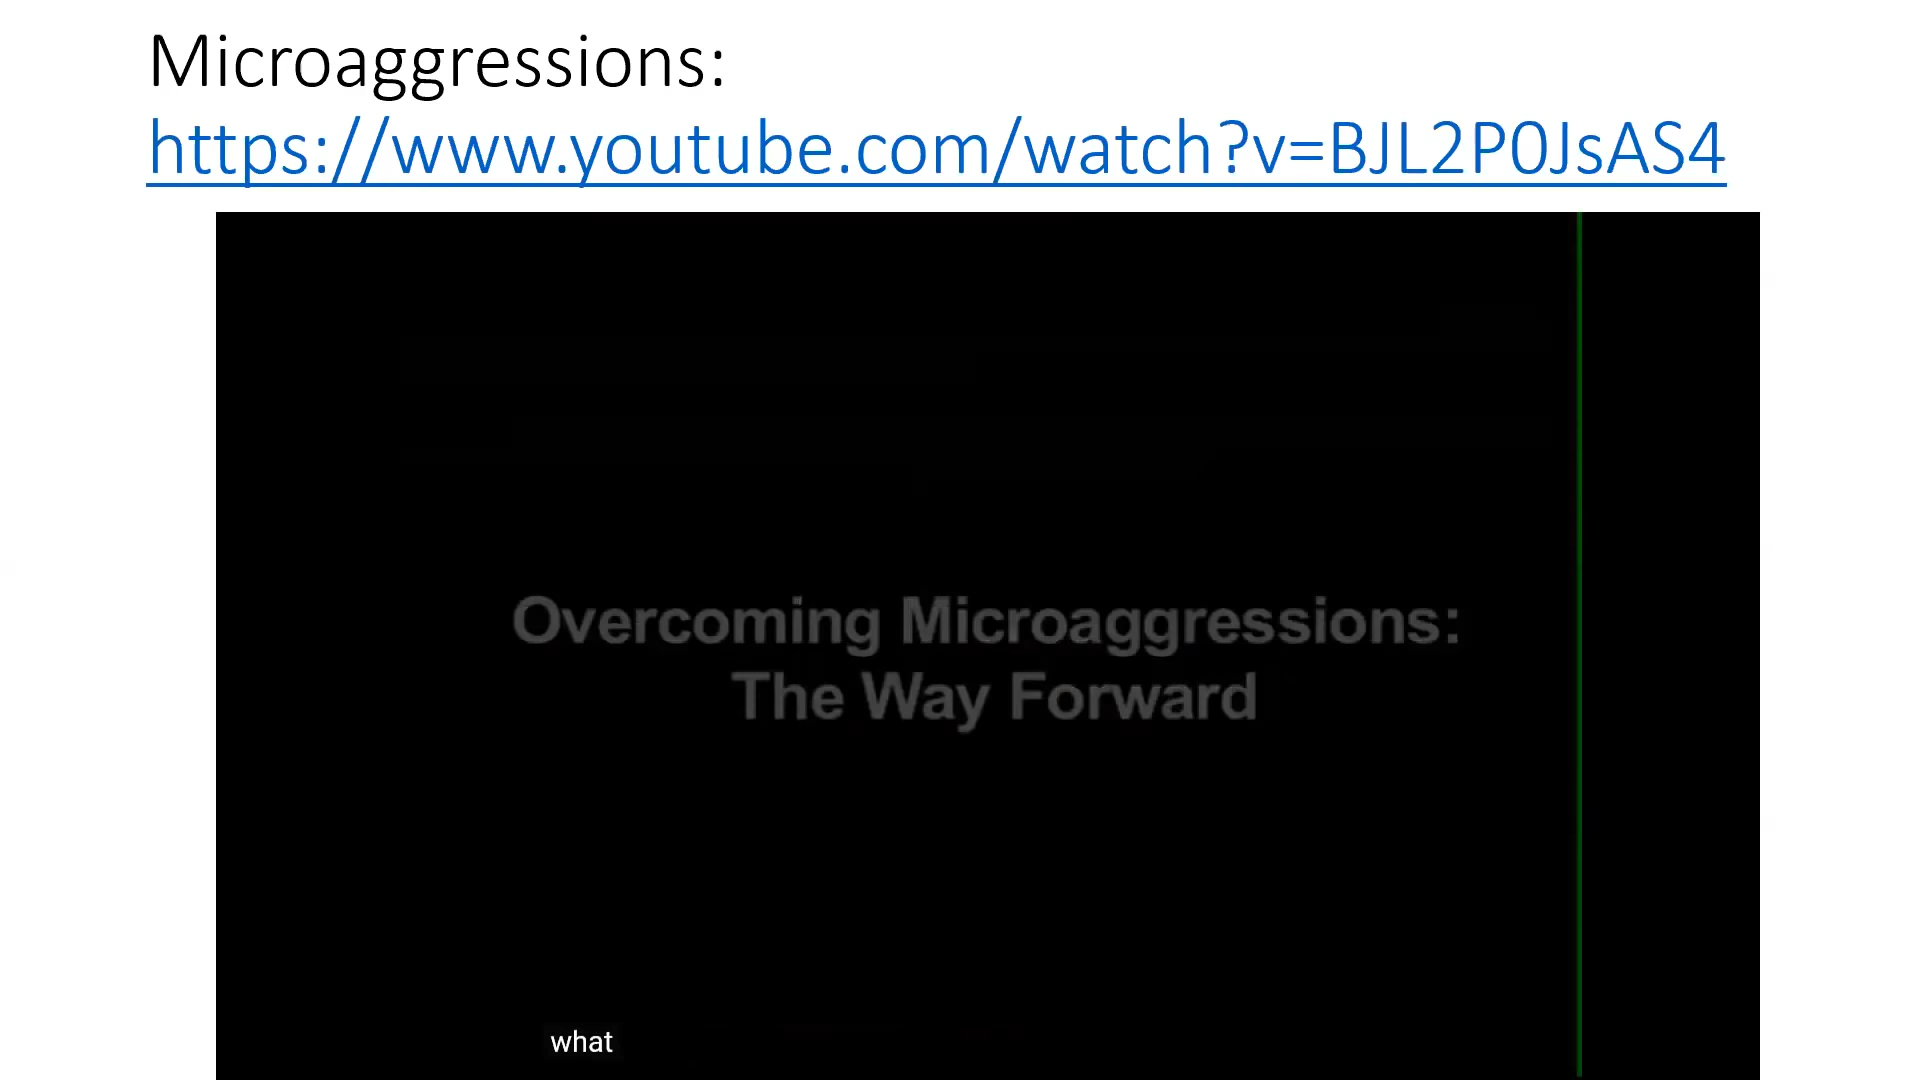 Microaggressions:
https://www.youtube.com/watch?v=BJL2P0JsAS4
Overcoming Microaggressions:
The Way Forward
what